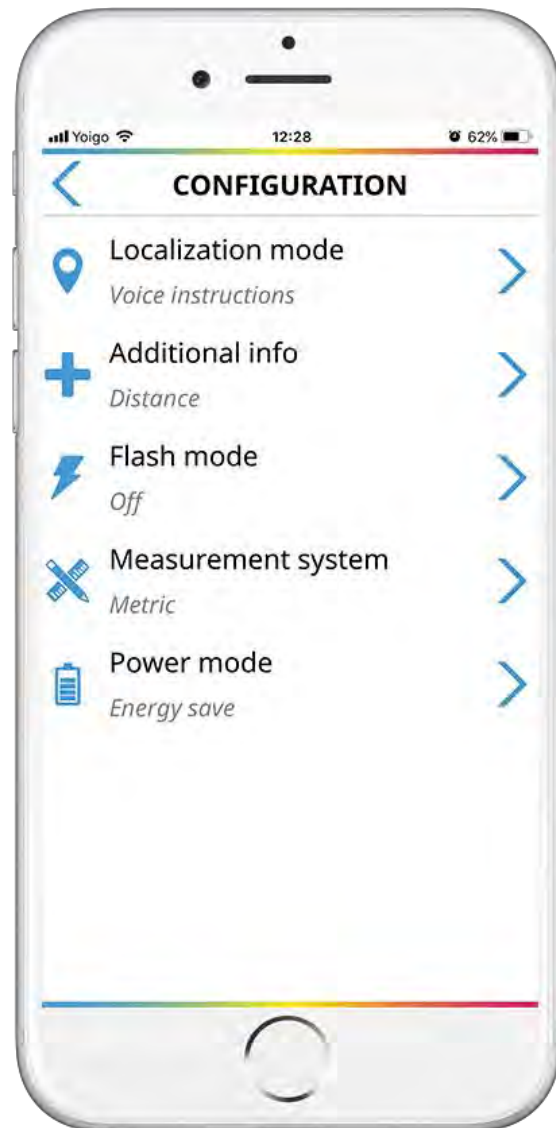 Yoigo 12:28 62%
CONFIGURATION
Localization mode
Voice instructions
Additional info
Distance
Flash mode
Off
Measurement system
Metric
Power mode
Energy save